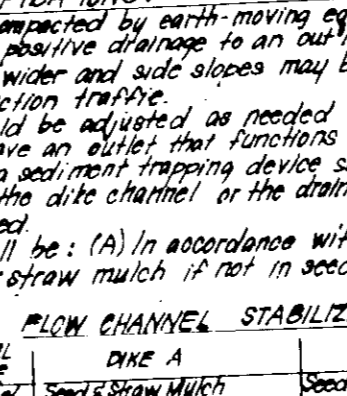 compacted by earth-moving
positive drainage to an out
wider and side slopes may
ction traffic.
ld be adjusted as needed
ave an outlet that functions
a sediment trapping device
the dike channel or the drain
ed.
ll be: (A) In accordance wit
straw mulch if not in seed
FLOW CHANNEL STABILIZ
DIKE A
Seed & Straw Mulch Seed